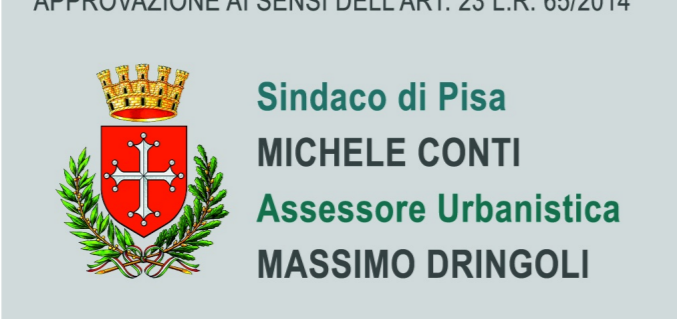 APPROVAZIONE AI SENSI DELL'ART. 23 L.R. 65/2014
Sindaco di Pisa
MICHELE CONTI
Assessore Urbanistica
MASSIMO DRINGOLI